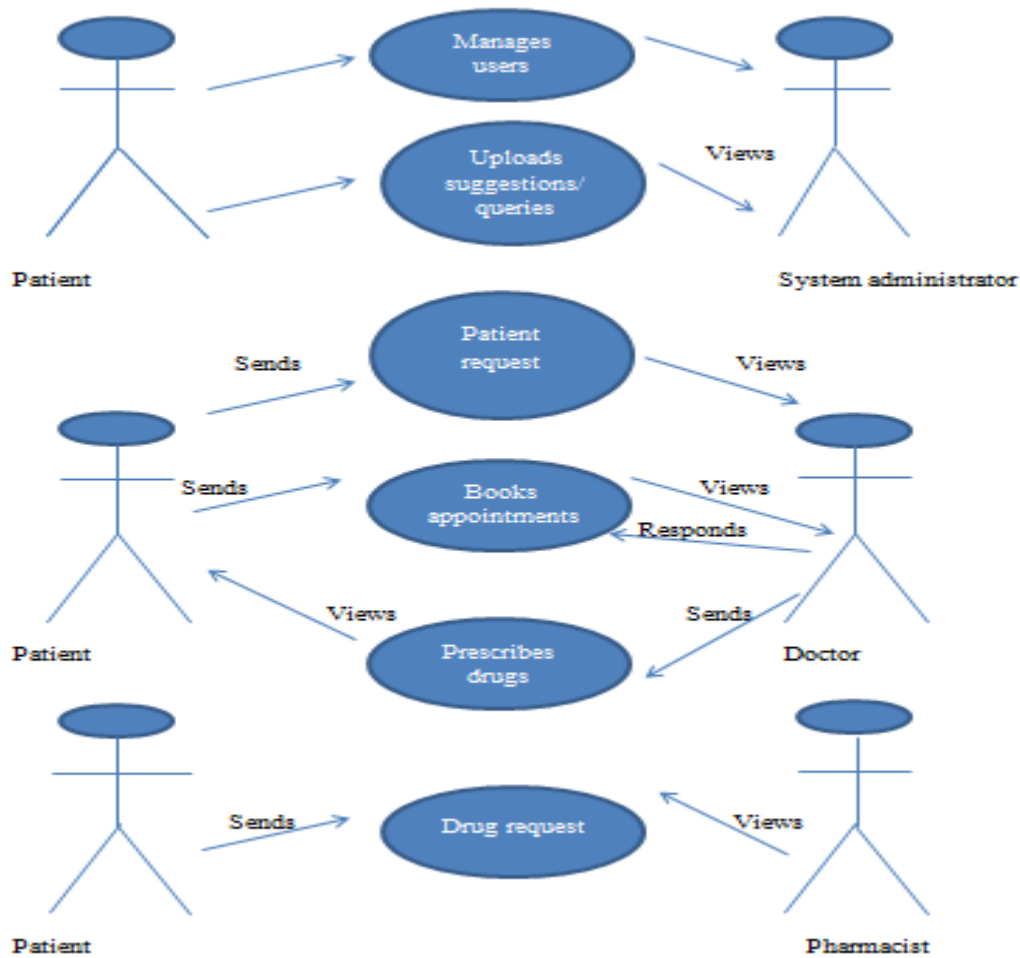 Manages
users
Uploads
suggestions/
queries
Views
Patient
System administrator
Patient
request
Sends
Views
Sends
Books
appointments
Views
Responds
Views
Prescribes
drugs
Sends
Patient
Doctor
Sends
Drug request
Views
Patient
Pharmacist